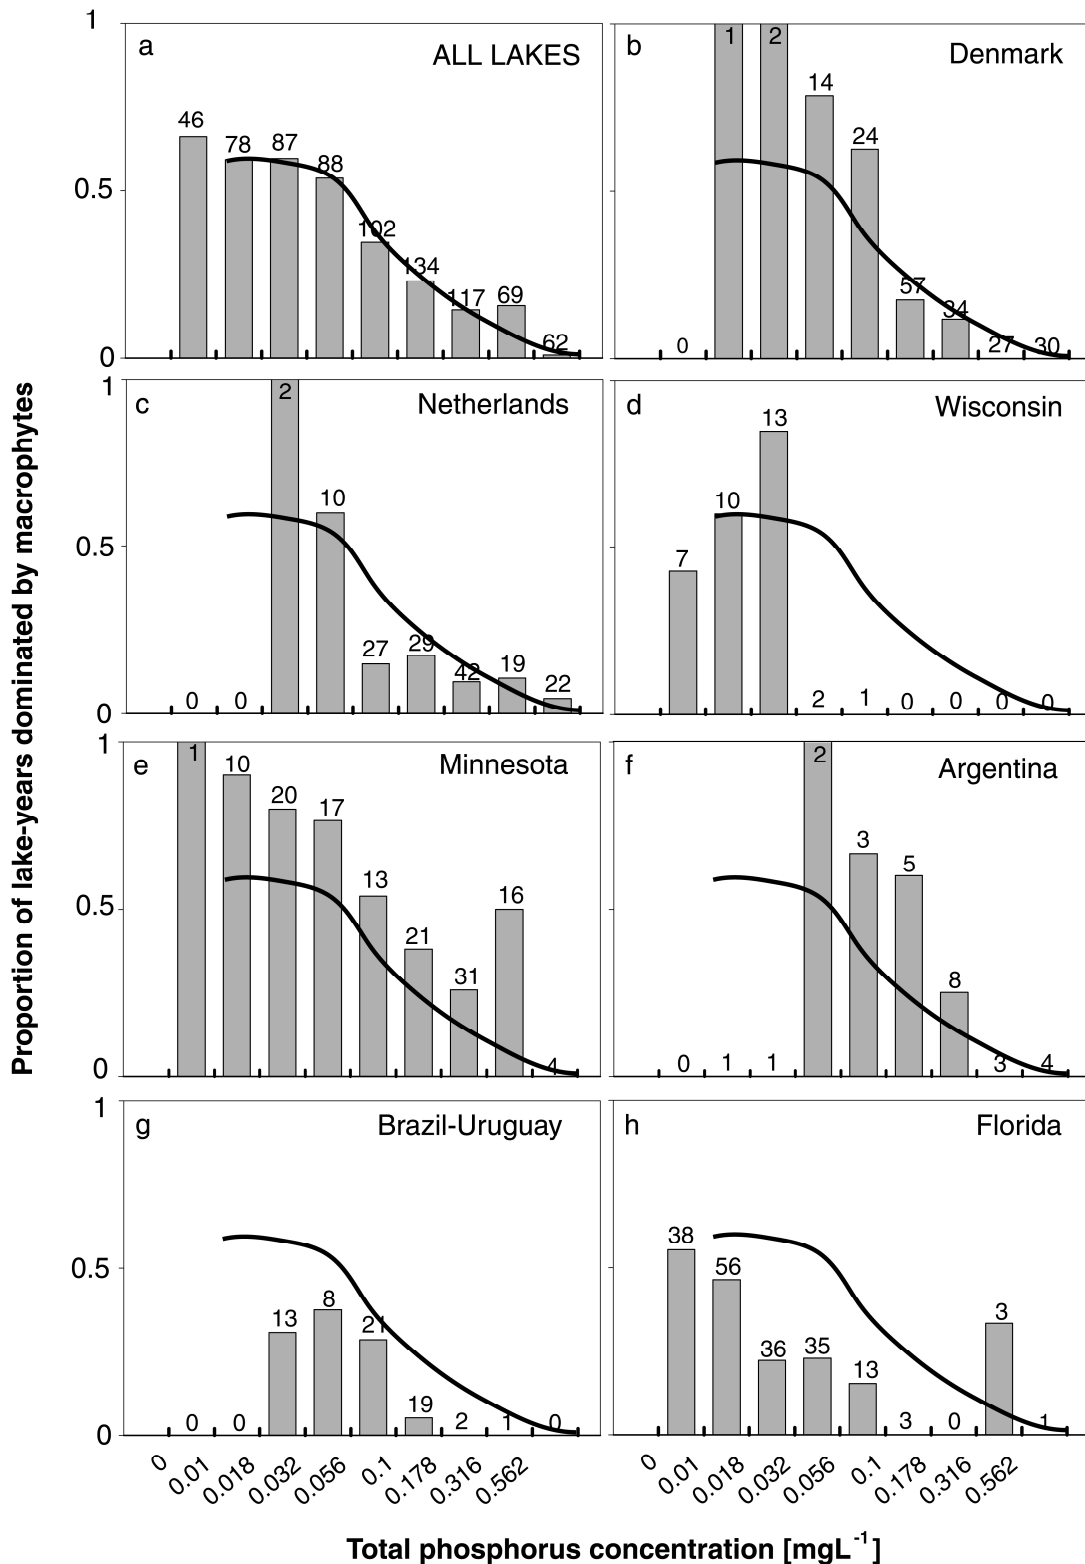 1
a
ALL LAKES
46
78
87
88
102
134
117
69
62
0.5
0
b
Denmark
1
2
14
24
57
34
27
30
0
1
c
Netherlands
2
10
27
29
42
19
22
0 0
0.5
0
d
Wisconsin
7
10
13
2 1 0 0 0 0
1
e
Minnesota
1
10
20
17
13
21
31
16
4
0.5
0
f
Argentina
2
3
5
8
0 1 1
3 4
1
g
Brazil-Uruguay
13
8
21
19
0 0
2 1 0
0.5
0
h
Florida
38
56
36
35
13
3 0
3
1
0 0.01 0.018 0.032 0.056 0.1 0.178 0.316 0.562
0 0.01 0.018 0.032 0.056 0.1 0.178 0.316 0.562
Proportion of lake-years dominated by macrophytes
Total phosphorus concentration [mgL⁻¹]